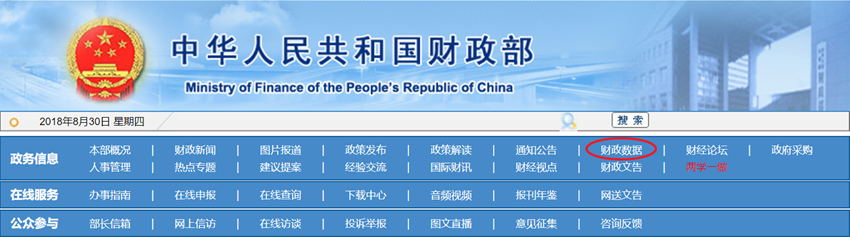 中华人民共和国财政部
Ministry of Finance of the People's Republic of China
2018年8月30日 星期四 搜 索
政务信息 本部概况 | 财政新闻 | 图片报道 | 政策发布 | 政策解读 | 通知公告 | 财政数据 | 财经论坛 | 政府采购
人事管理 | 热点专题 | 建议提案 | 经验交流 | 国际财讯 | 财经视点 | 财政文告 | 两学一做
在线服务 办事指南 | 在线申报 | 在线查询 | 下载中心 | 音频视频 | 报刊年鉴 | 网送文告
公众参与 部长信箱 | 网上信访 | 在线访谈 | 投诉举报 | 图文直播 | 意见征集 | 咨询反馈